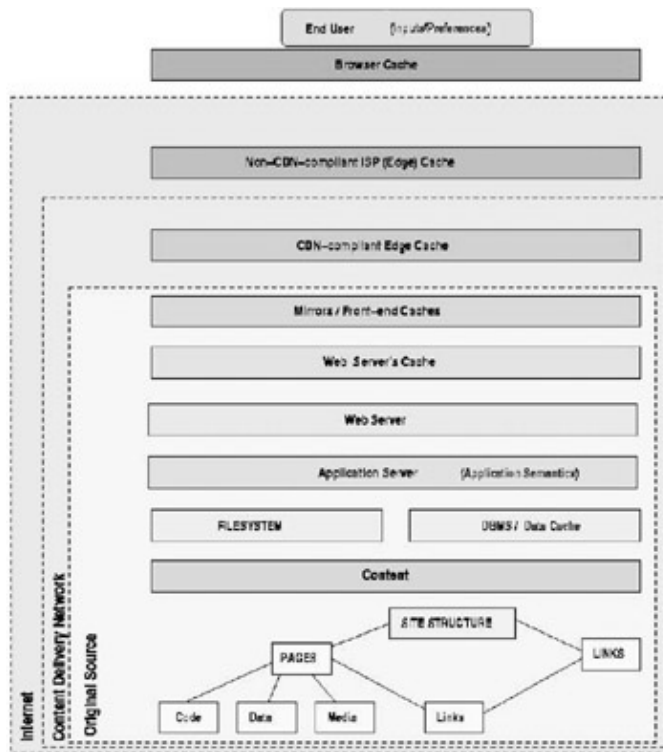 End User (Inputs/Preferences)
Browser Cache
Non-CDN-compliant ISP (Edge) Cache
CDN-compliant Edge Cache
Mirrors / Front-end Caches
Web Server's Cache
Web Server
Application Server (Application Semantics)
FILESYSTEM
DBMS / Data Cache
Content
SITE STRUCTURE
PAGES
LINKS
Code
Data
Media
Links
Internet
Content Delivery Network
Original Source